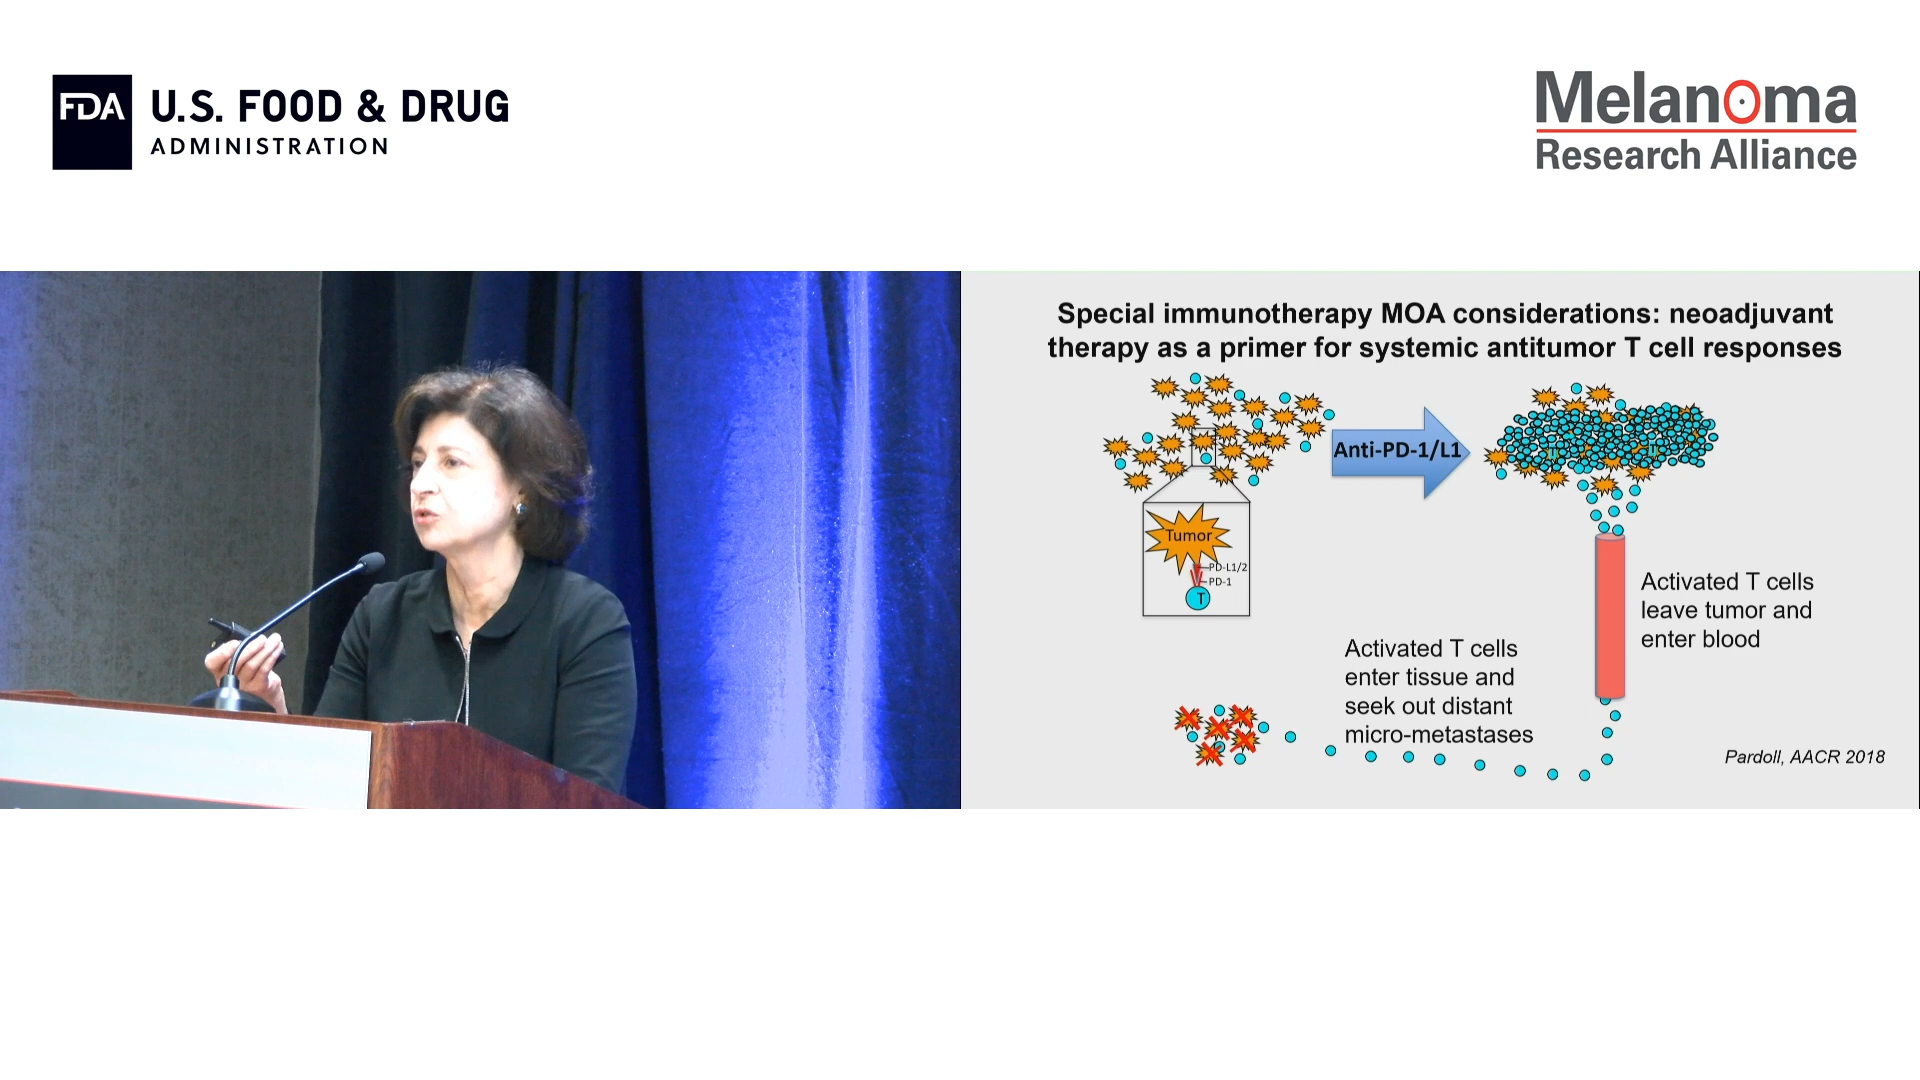 FDA U.S. FOOD & DRUG
ADMINISTRATION
Melanoma
Research Alliance
Special immunotherapy MOA considerations: neoadjuvant
therapy as a primer for systemic antitumor T cell responses
Anti-PD-1/L1
Tumor
PD-L1/2
PD-1
T
Activated T cells
leave tumor and
enter blood
Activated T cells
enter tissue and
seek out distant
micro-metastases
Pardoll, AACR 2018